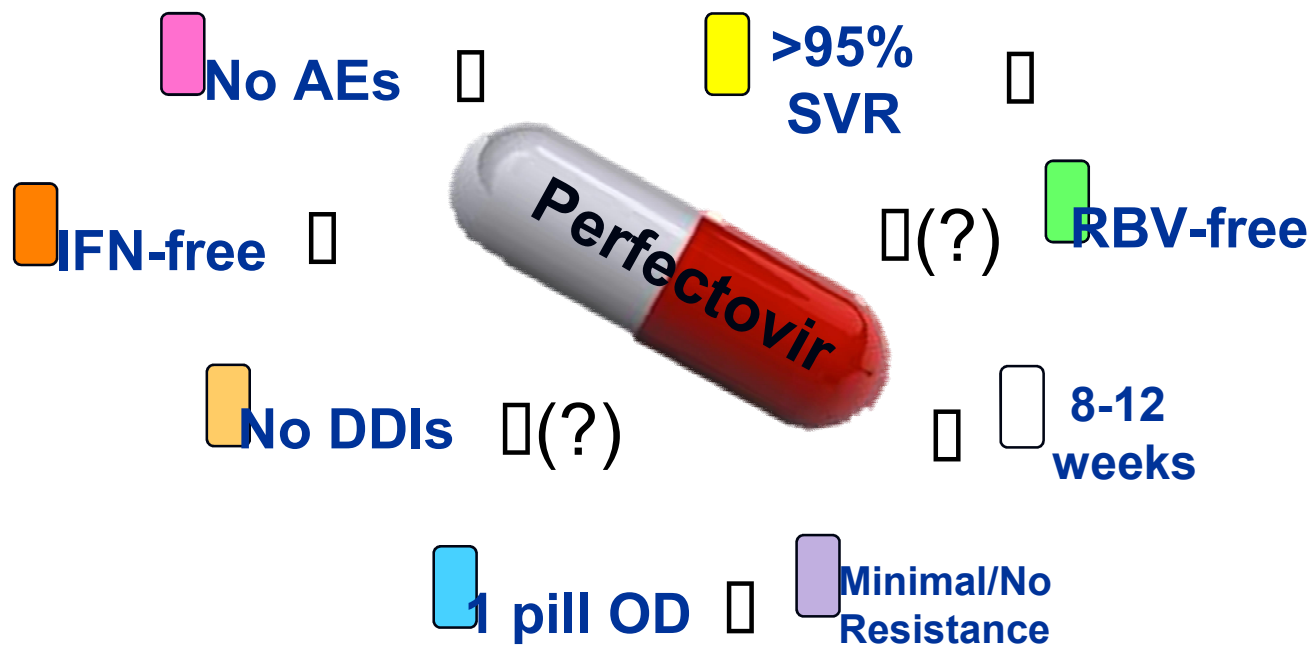 No AEs ▯
>95%
SVR ▯
Perfectovir
IFN-free ▯
▯(?) RBV-free
No DDIs ▯(?)
▯ 8-12
weeks
1 pill OD ▯
Minimal/No
Resistance